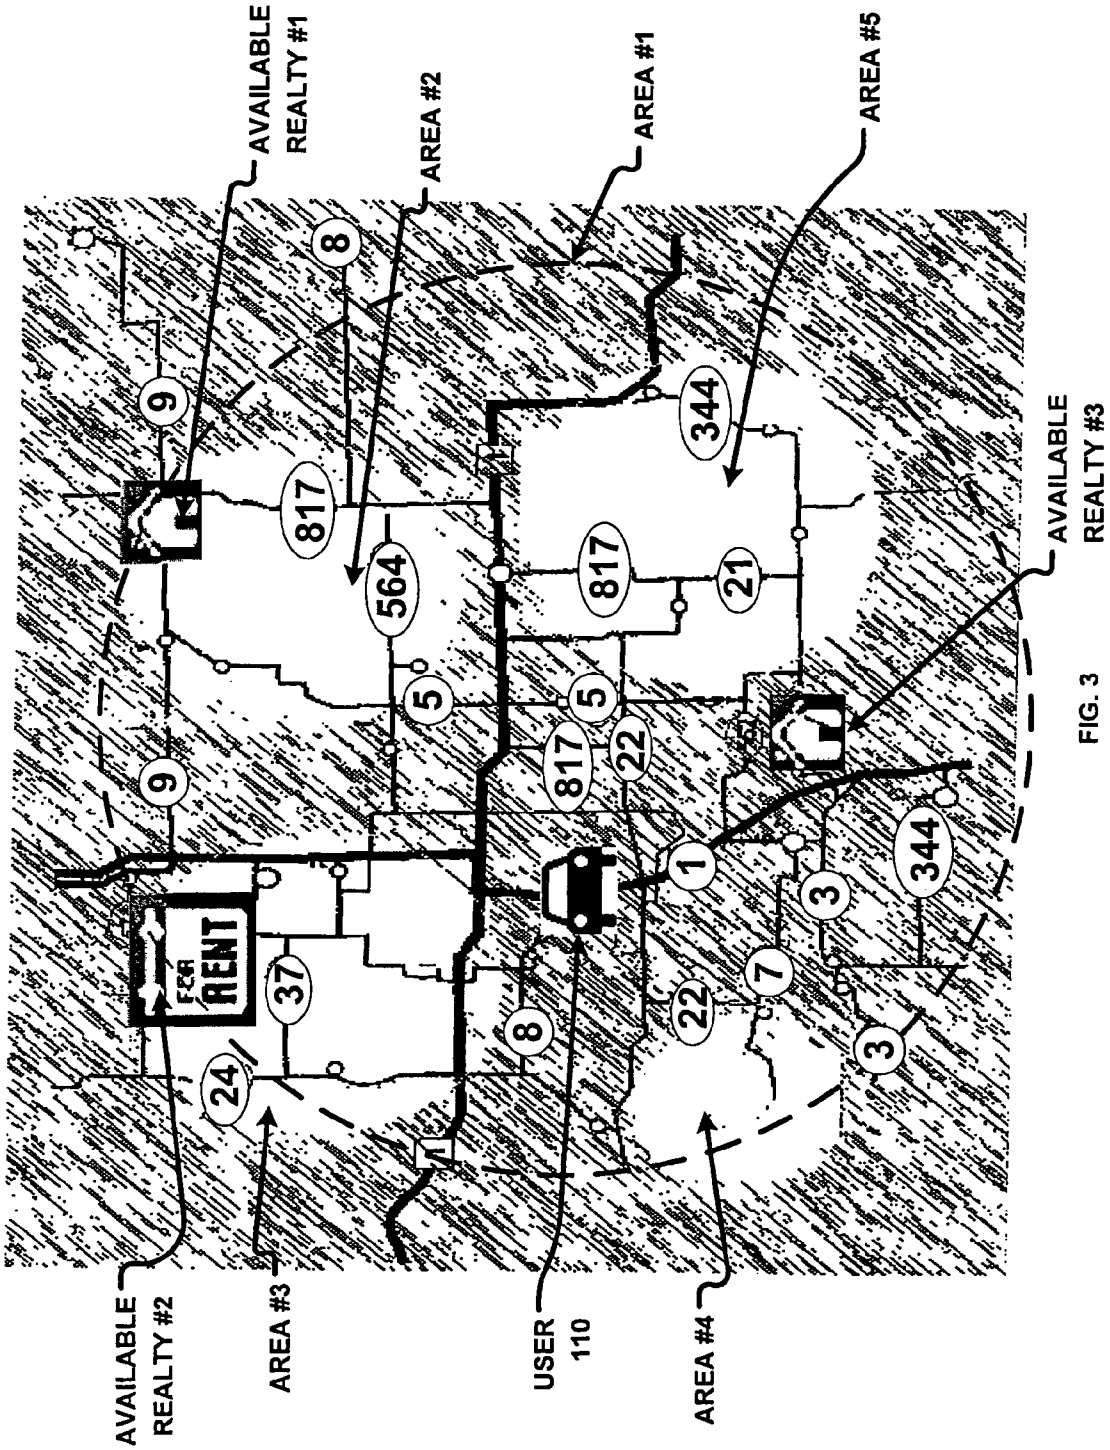 AVAILABLE
REALTY #2
AREA #3
USER
110
AREA #4
FOR
RENT
24
37
8
22
7
3
3
344
1
9
5
5
817
22
564
817
817
21
9
8
344
AVAILABLE
REALTY #1
AREA #2
AREA #1
AREA #5
AVAILABLE
REALTY #3
FIG. 3